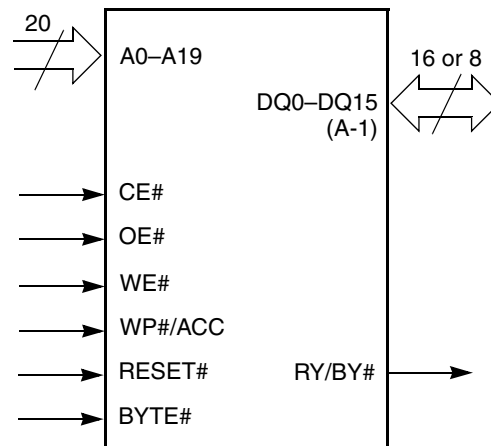 20
A0–A19
16 or 8
DQ0–DQ15
(A-1)
CE#
OE#
WE#
WP#/ACC
RESET#
RY/BY#
BYTE#